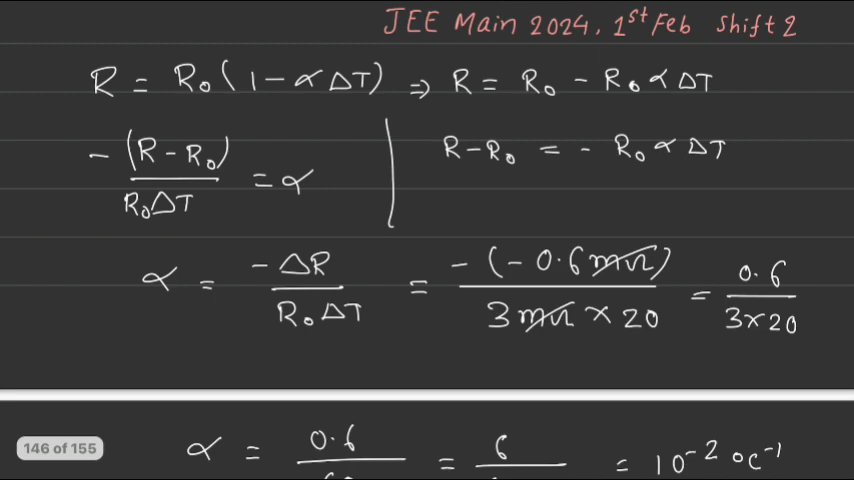 JEE Main 2024, 1st Feb Shift 2
R = R₀(1 - ∝ ΔT) ⇒ R = R₀ - R₀ ∝ ΔT
- (R - R₀) / R₀ΔT = ∝
R - R₀ = - R₀ ∝ ΔT
∝ = -ΔR / R₀ ΔT = -(-0.6 mΩ) / 3 mΩ × 20 = 0.6 / 3×20
∝ = 0.6 / = 6 / = 10⁻² °C⁻¹
146 of 155